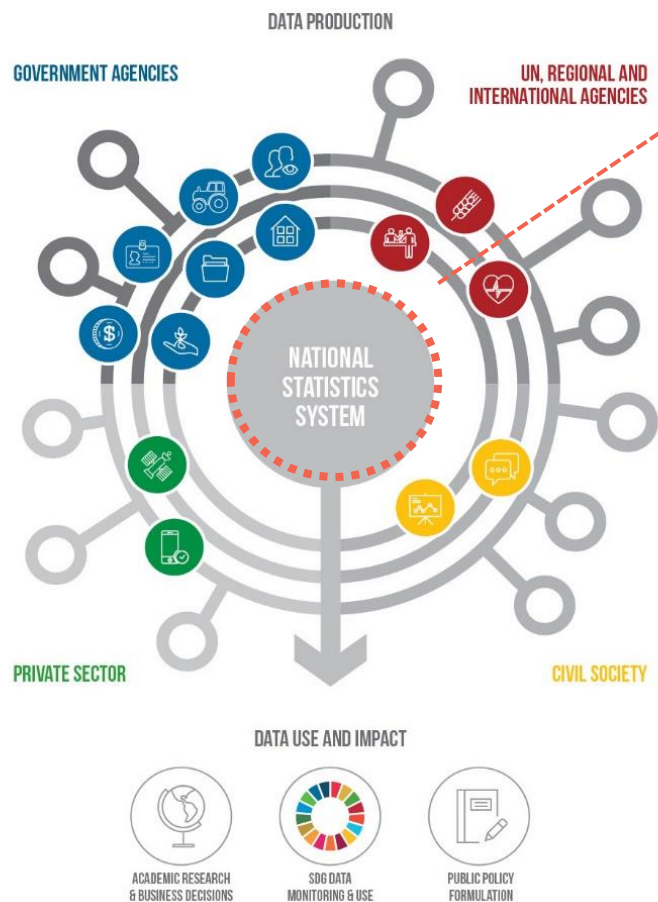 DATA PRODUCTION
GOVERNMENT AGENCIES
UN, REGIONAL AND
INTERNATIONAL AGENCIES
$
NATIONAL
STATISTICS
SYSTEM
PRIVATE SECTOR
CIVIL SOCIETY
DATA USE AND IMPACT
ACADEMIC RESEARCH
& BUSINESS DECISIONS
SDG DATA
MONITORING & USE
PUBLIC POLICY
FORMULATION